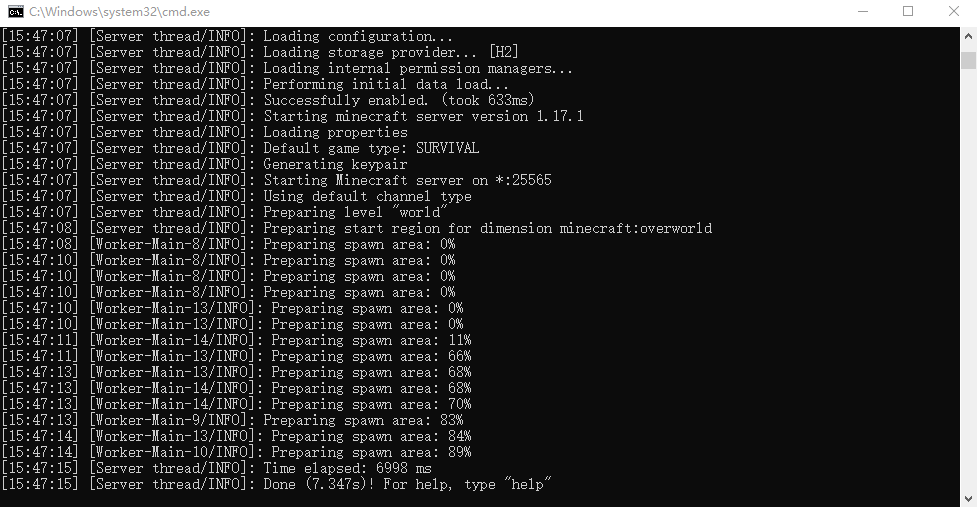 C:\Windows\system32\cmd.exe
[15:47:07] [Server thread/INFO]: Loading configuration...
[15:47:07] [Server thread/INFO]: Loading storage provider... [H2]
[15:47:07] [Server thread/INFO]: Loading internal permission managers...
[15:47:07] [Server thread/INFO]: Performing initial data load...
[15:47:07] [Server thread/INFO]: Successfully enabled. (took 633ms)
[15:47:07] [Server thread/INFO]: Starting minecraft server version 1.17.1
[15:47:07] [Server thread/INFO]: Loading properties
[15:47:07] [Server thread/INFO]: Default game type: SURVIVAL
[15:47:07] [Server thread/INFO]: Generating keypair
[15:47:07] [Server thread/INFO]: Starting Minecraft server on *:25565
[15:47:07] [Server thread/INFO]: Using default channel type
[15:47:07] [Server thread/INFO]: Preparing level "world"
[15:47:08] [Server thread/INFO]: Preparing start region for dimension minecraft:overworld
[15:47:08] [Worker-Main-8/INFO]: Preparing spawn area: 0%
[15:47:10] [Worker-Main-8/INFO]: Preparing spawn area: 0%
[15:47:10] [Worker-Main-8/INFO]: Preparing spawn area: 0%
[15:47:10] [Worker-Main-8/INFO]: Preparing spawn area: 0%
[15:47:10] [Worker-Main-13/INFO]: Preparing spawn area: 0%
[15:47:10] [Worker-Main-13/INFO]: Preparing spawn area: 0%
[15:47:11] [Worker-Main-14/INFO]: Preparing spawn area: 11%
[15:47:11] [Worker-Main-13/INFO]: Preparing spawn area: 66%
[15:47:13] [Worker-Main-13/INFO]: Preparing spawn area: 68%
[15:47:13] [Worker-Main-14/INFO]: Preparing spawn area: 68%
[15:47:13] [Worker-Main-14/INFO]: Preparing spawn area: 70%
[15:47:13] [Worker-Main-9/INFO]: Preparing spawn area: 83%
[15:47:14] [Worker-Main-13/INFO]: Preparing spawn area: 84%
[15:47:14] [Worker-Main-10/INFO]: Preparing spawn area: 89%
[15:47:15] [Server thread/INFO]: Time elapsed: 6998 ms
[15:47:15] [Server thread/INFO]: Done (7.347s)! For help, type "help"